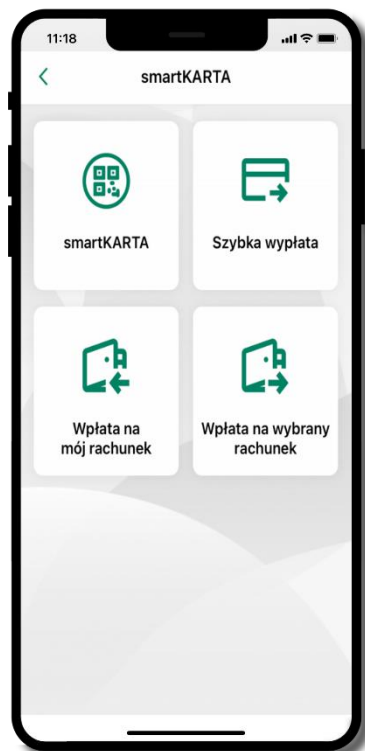 11:18
smartKARTA
smartKARTA
Szybka wypłata
Wpłata na
mój rachunek
Wpłata na wybrany
rachunek